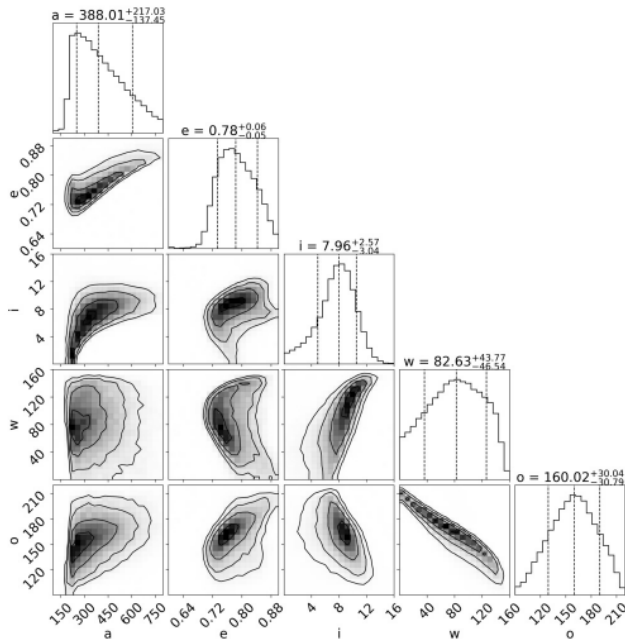 a = 388.01+217.03−137.45
e = 0.78+0.06−0.05
0.88
0.80
0.72
0.64
e
i = 7.96+2.57−3.04
16
12
8
4
i
w = 82.63+43.77−46.54
160
120
80
40
w
o = 160.02+30.04−30.79
210
180
150
120
o
150 300 450 600 750
0.64 0.72 0.80 0.88
4 8 12 16
40 80 120 160
120 150 180 210
a e i w o